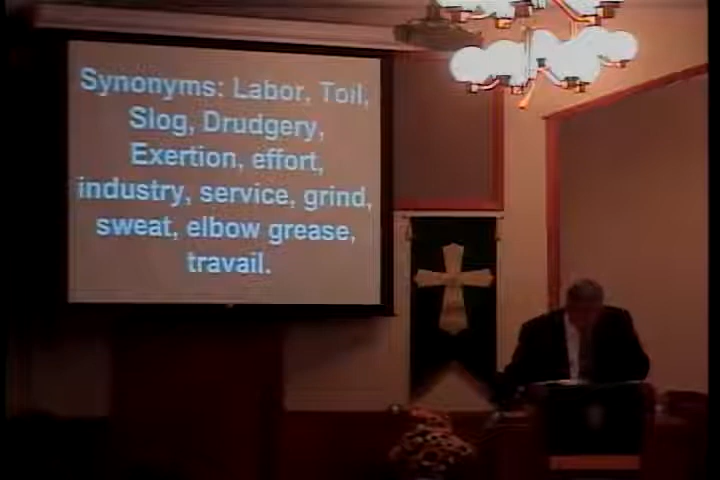 Synonyms: Labor, Toil,
Slog, Drudgery,
Exertion, effort,
industry, service, grind,
sweat, elbow grease,
travail.